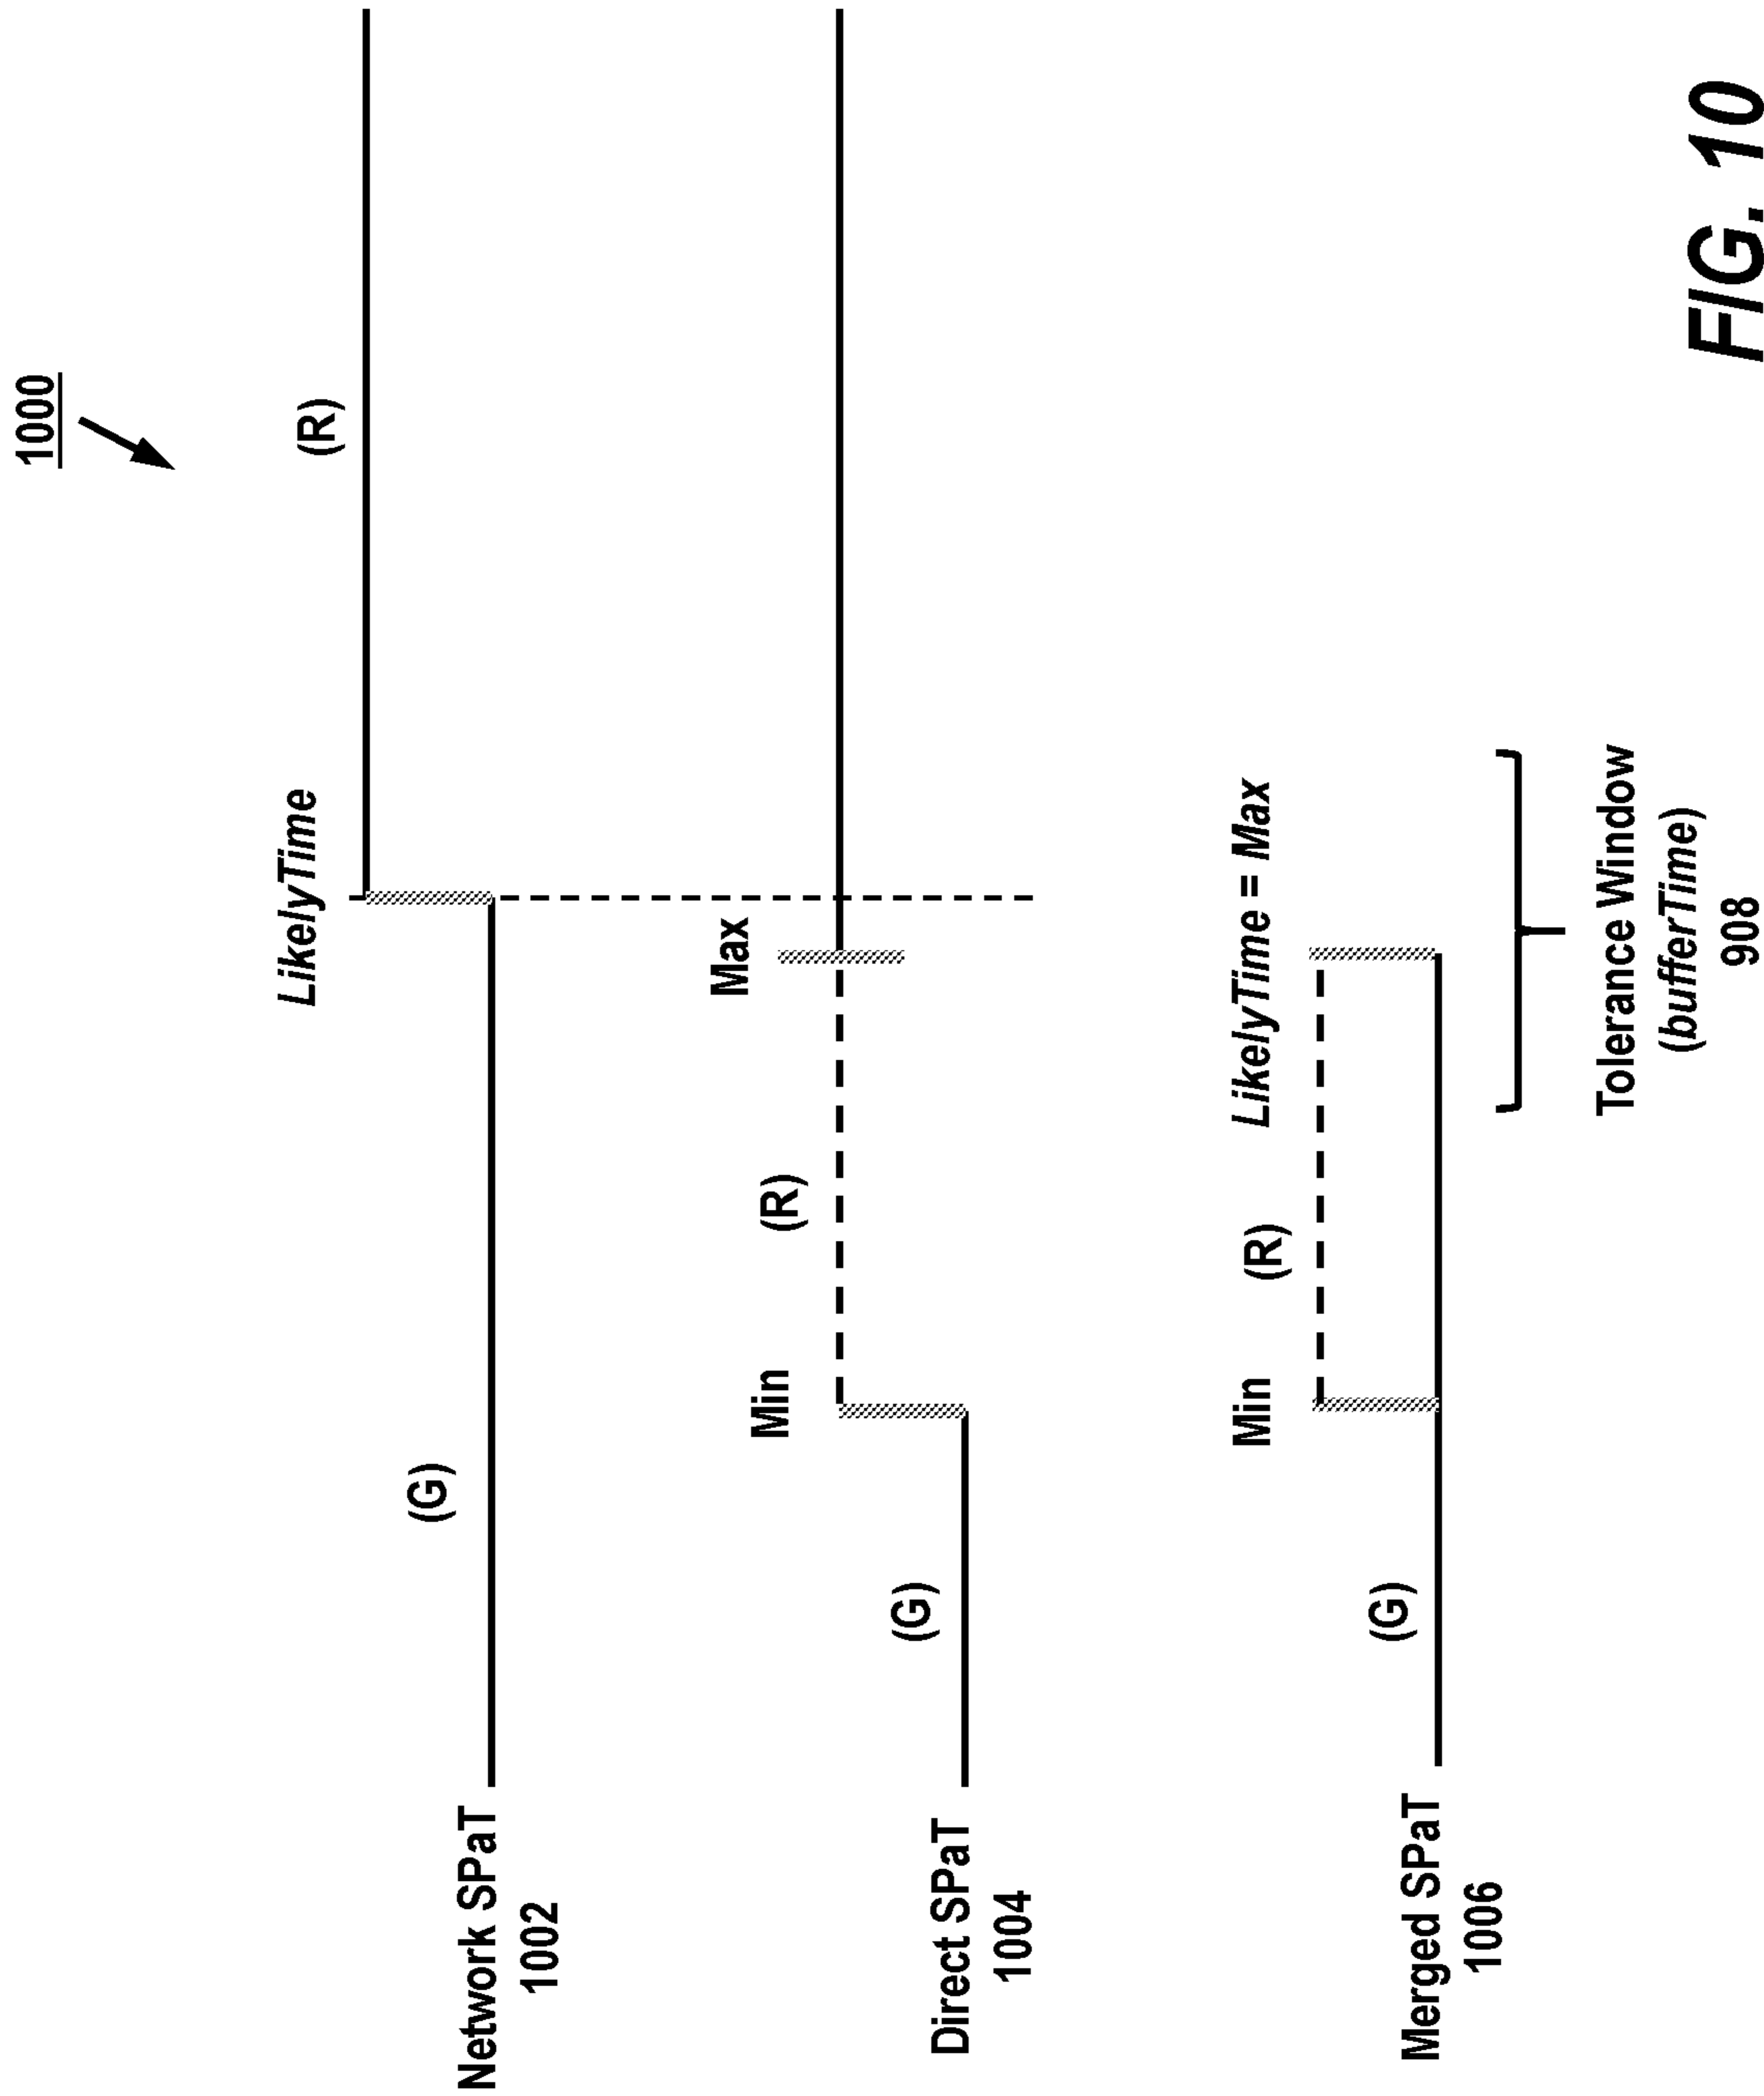 1000
LikelyTime
(R)
(G)
Network SPaT
1002
Max
Min
(R)
(G)
Direct SPaT
1004
Min
(R)
LikelyTime = Max
(G)
Merged SPaT
1006
Tolerance Window
(bufferTime)
908
FIG. 10